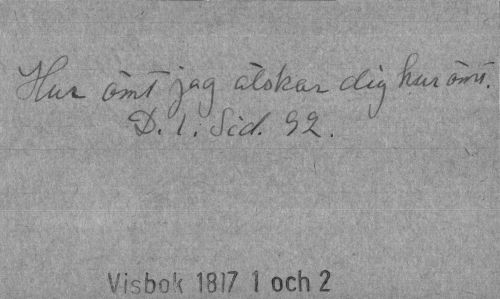 Hur ömt jag älskar dig hur ömt.
D. 1. Sid. 92.
Visbok 1817 1 och 2